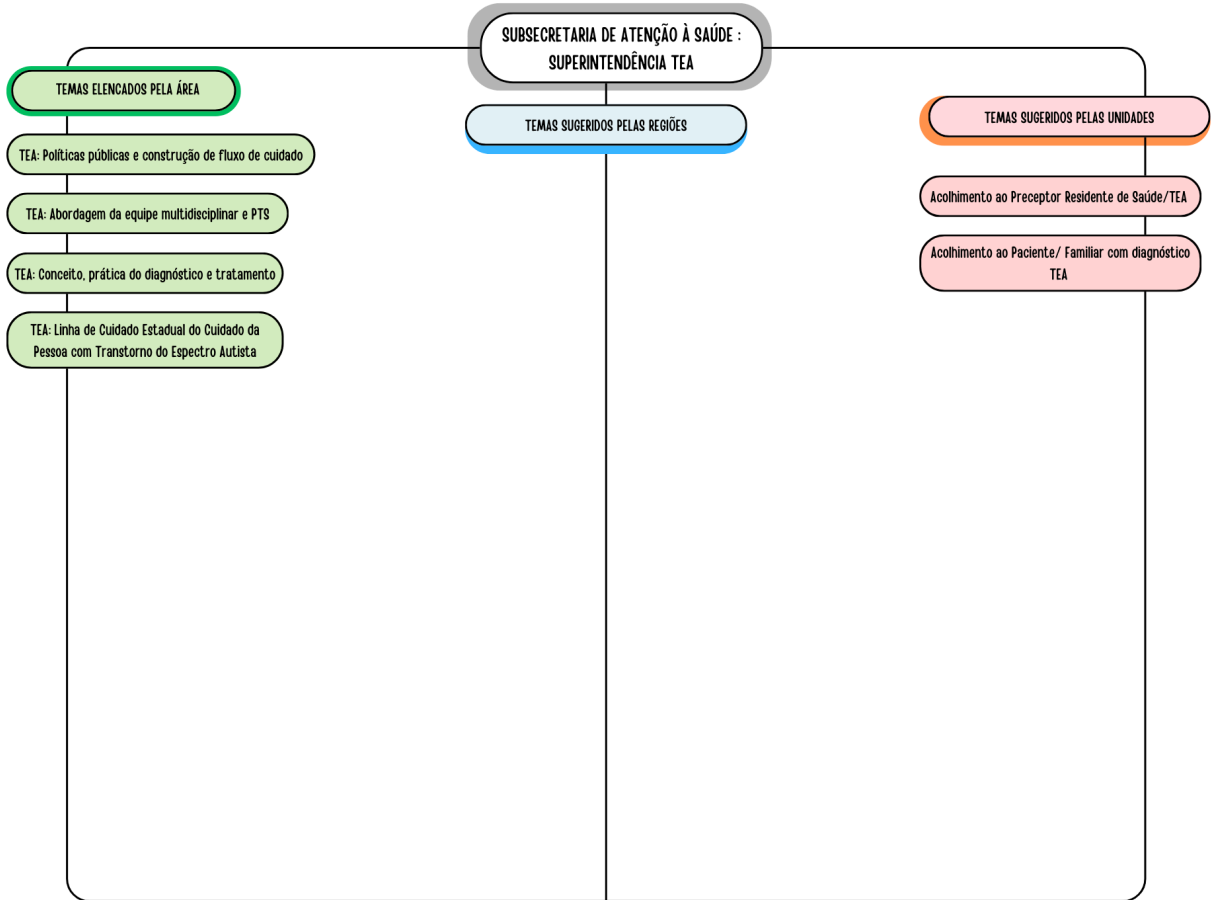 SUBSECRETARIA DE ATENÇÃO À SAÚDE :
SUPERINTENDÊNCIA TEA
TEMAS ELENCADOS PELA ÁREA
TEA: Políticas públicas e construção de fluxo de cuidado
TEA: Abordagem da equipe multidisciplinar e PTS
TEA: Conceito, prática do diagnóstico e tratamento
TEA: Linha de Cuidado Estadual do Cuidado da
Pessoa com Transtorno do Espectro Autista
TEMAS SUGERIDOS PELAS REGIÕES
TEMAS SUGERIDOS PELAS UNIDADES
Acolhimento ao Preceptor Residente de Saúde/TEA
Acolhimento ao Paciente/ Familiar com diagnóstico
TEA